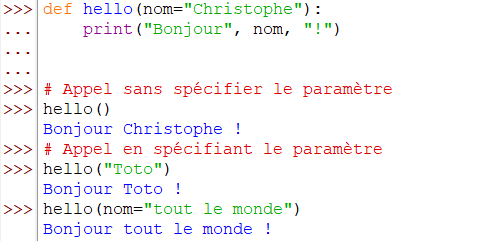 >>> def hello(nom="Christophe"):
...     print("Bonjour", nom, "!")
...
...
>>> # Appel sans spécifier le paramètre
>>> hello()
Bonjour Christophe !
>>> # Appel en spécifiant le paramètre
>>> hello("Toto")
Bonjour Toto !
>>> hello(nom="tout le monde")
Bonjour tout le monde !